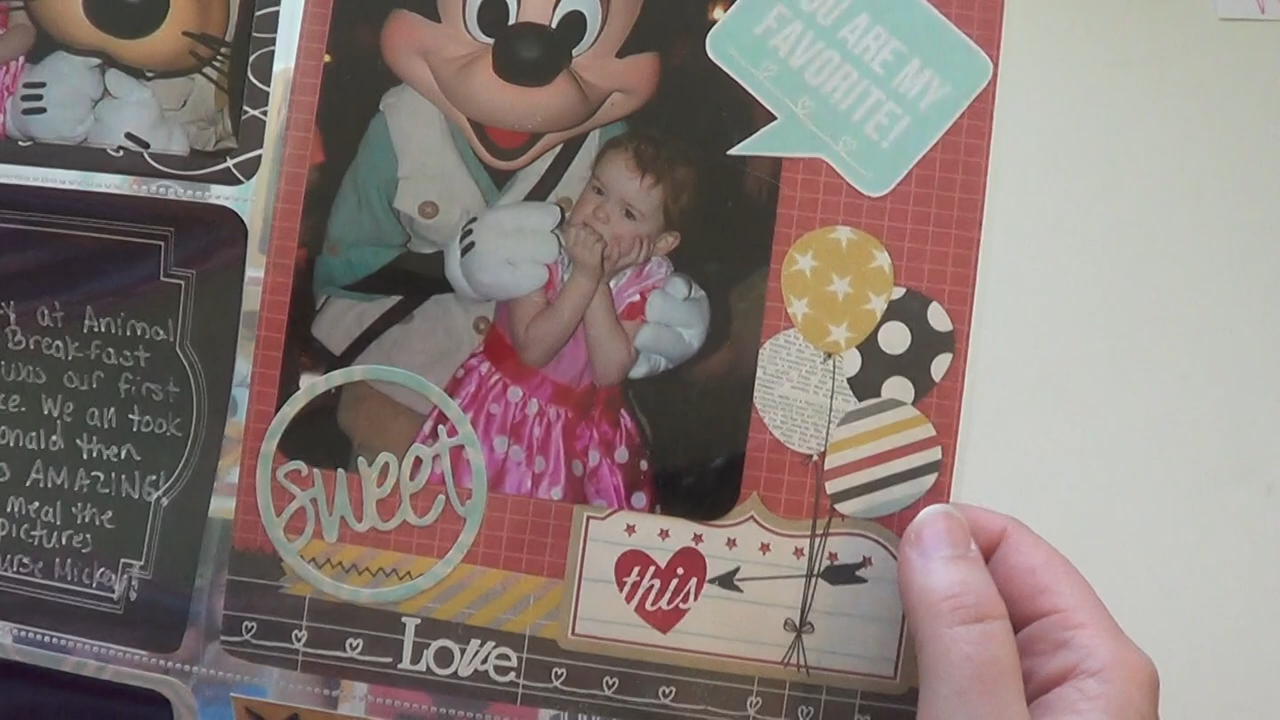 OU ARE MY
FAVORITE!
y at Animal
Breakfast
was our first
ce. We all took
onald then
AMAZING!
meal the
pictures
urse Mickey!
sweet
this
Love